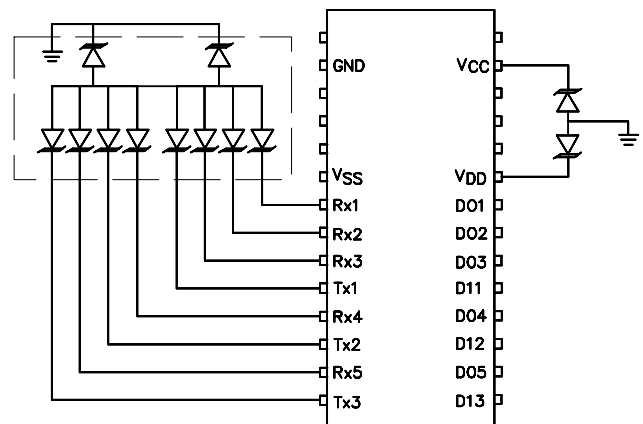 GND
VCC
VSS
VDD
Rx1
DO1
Rx2
DO2
Rx3
DO3
Tx1
D11
Rx4
DO4
Tx2
D12
Rx5
DO5
Tx3
D13